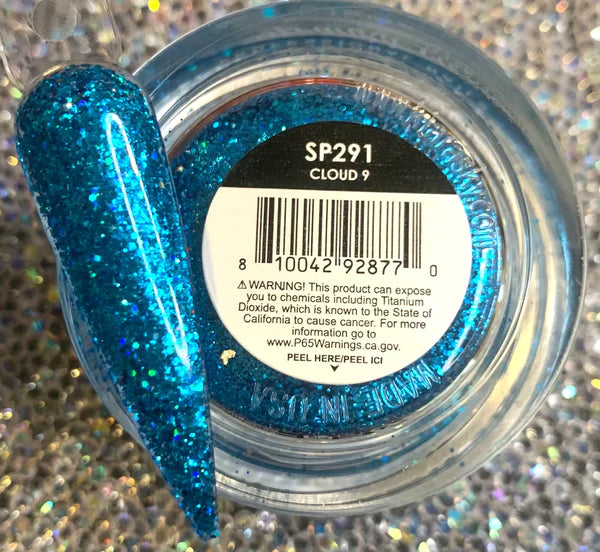 SP291
CLOUD 9
8 10042 92877 0
⚠WARNING! This product can expose
you to chemicals including Titanium
Dioxide, which is known to the State of
California to cause cancer. For more
information go to
www.P65Warnings.ca.gov.
PEEL HERE/PEEL ICI
MADE IN USA